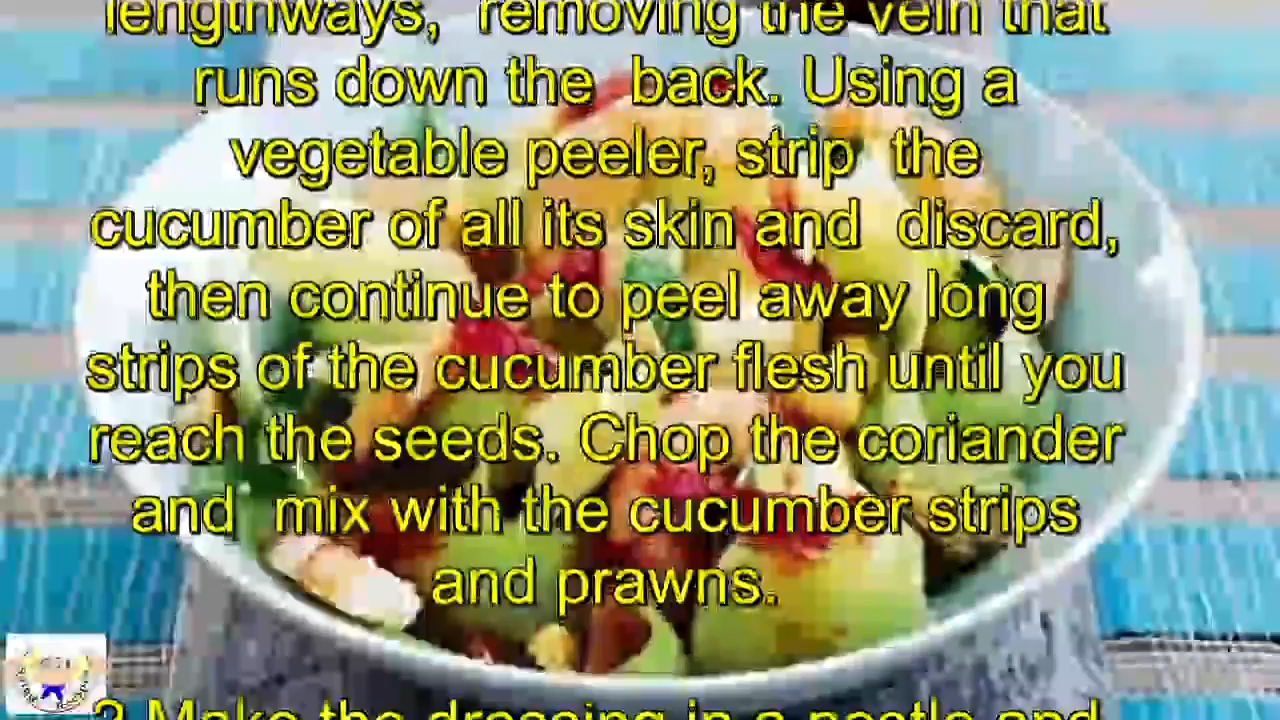 lengthways, removing the vein that
runs down the back. Using a
vegetable peeler, strip the
cucumber of all its skin and discard,
then continue to peel away long
strips of the cucumber flesh until you
reach the seeds. Chop the coriander
and mix with the cucumber strips
and prawns.
2 Make the dressing in a pestle and